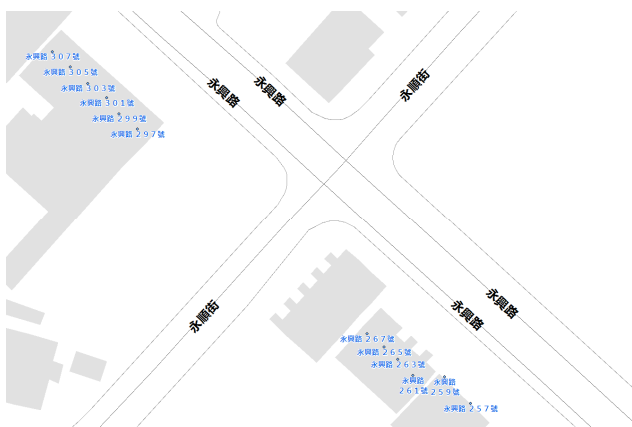 永興路３０７號
永興路３０５號
永興路３０３號
永興路３０１號
永興路２９９號
永興路２９７號
永興路
永興路
永順街
永順街
永興路
永興路
永興路２６７號
永興路２６５號
永興路２６３號
永興路
２６１號
永興路
２５９號
永興路２５７號